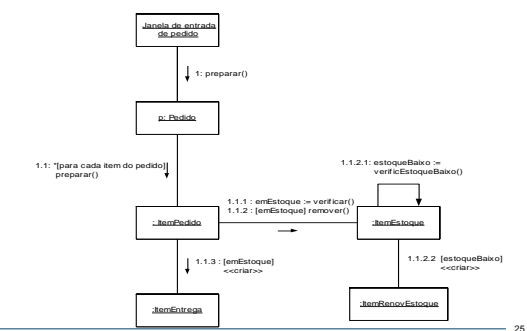 Janela de entrada
de pedido
1: preparar()
p: Pedido
1.1: *[para cada item do pedido]
preparar()
1.1.2.1: estoqueBaixo :=
verificEstoqueBaixo()
1.1.1 : emEstoque := verificar()
1.1.2 : [emEstoque] remover()
: ItemPedido
:ItemEstoque
1.1.3 : [emEstoque]
<<criar>>
1.1.2.2 [estoqueBaixo]
<<criar>>
:ItemEntrega
:ItemRenovEstoque
25